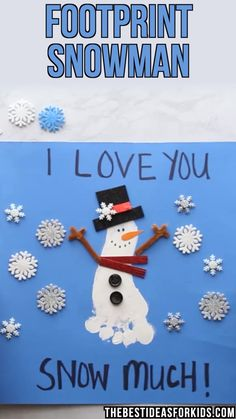 FOOTPRINT
SNOWMAN
I LOVE YOU
SNOW MUCH!
THEBESTIDEASFORKIDS.COM